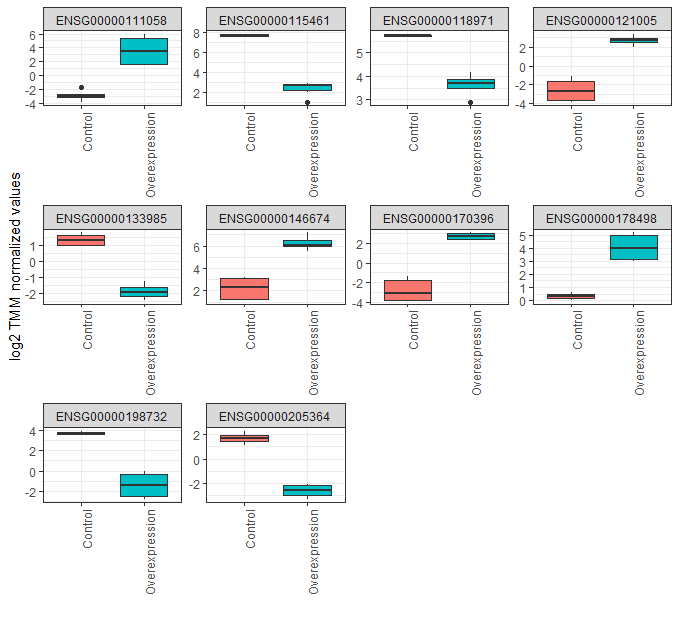 log2 TMM normalized values
ENSG00000111058
6
4
2
0
-2
-4
Control
Overexpression
ENSG00000115461
8
6
4
2
Control
Overexpression
ENSG00000118971
5
4
3
Control
Overexpression
ENSG00000121005
2
0
-2
-4
Control
Overexpression
ENSG00000133985
1
0
-1
-2
Control
Overexpression
ENSG00000146674
6
4
2
Control
Overexpression
ENSG00000170396
2
0
-2
-4
Control
Overexpression
ENSG00000178498
5
4
3
2
1
0
Control
Overexpression
ENSG00000198732
4
2
0
-2
Control
Overexpression
ENSG00000205364
2
0
-2
Control
Overexpression